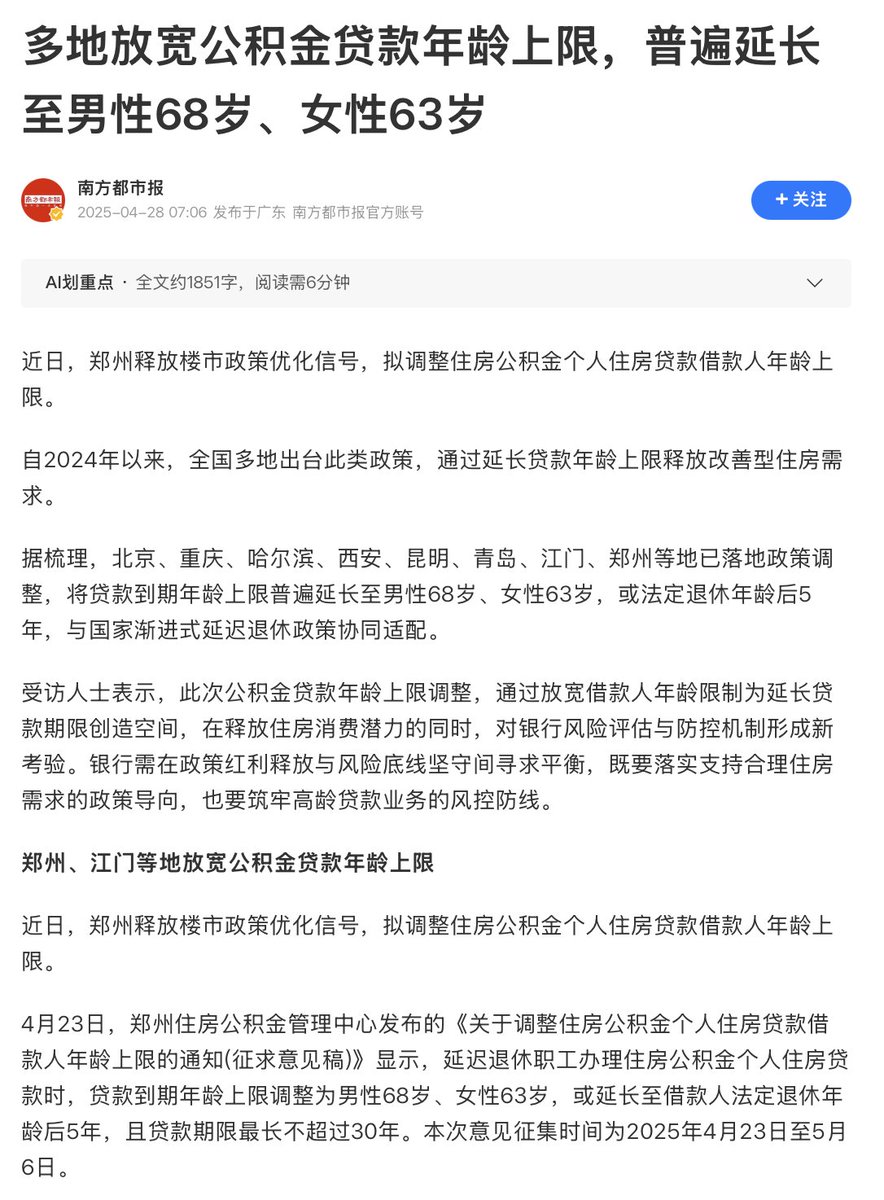 多地放宽公积金贷款年龄上限，普遍延长
至男性68岁、女性63岁
南方都市报
2025-04-28 07:06 发布于广东 南方都市报官方账号
+ 关注
AI划重点 · 全文约1851字，阅读需6分钟
近日，郑州释放楼市政策优化信号，拟调整住房公积金个人住房贷款借款人年龄上
限。
自2024年以来，全国多地出台此类政策，通过延长贷款年龄上限释放改善型住房需
求。
据梳理，北京、重庆、哈尔滨、西安、昆明、青岛、江门、郑州等地已落地政策调
整，将贷款到期年龄上限普遍延长至男性68岁、女性63岁，或法定退休年龄后5
年，与国家渐进式延迟退休政策协同适配。
受访人士表示，此次公积金贷款年龄上限调整，通过放宽借款人年龄限制为延长贷
款期限创造空间，在释放住房消费潜力的同时，对银行风险评估与防控机制形成新
考验。银行需在政策红利释放与风险底线坚守间寻求平衡，既要落实支持合理住房
需求的政策导向，也要筑牢高龄贷款业务的风控防线。
郑州、江门等地放宽公积金贷款年龄上限
近日，郑州释放楼市政策优化信号，拟调整住房公积金个人住房贷款借款人年龄上
限。
4月23日，郑州住房公积金管理中心发布的《关于调整住房公积金个人住房贷款借
款人年龄上限的通知(征求意见稿)》显示，延迟退休职工办理住房公积金个人住房贷
款时，贷款到期年龄上限调整为男性68岁、女性63岁，或延长至借款人法定退休年
龄后5年，且贷款期限最长不超过30年。本次意见征集时间为2025年4月23日至5月
6日。